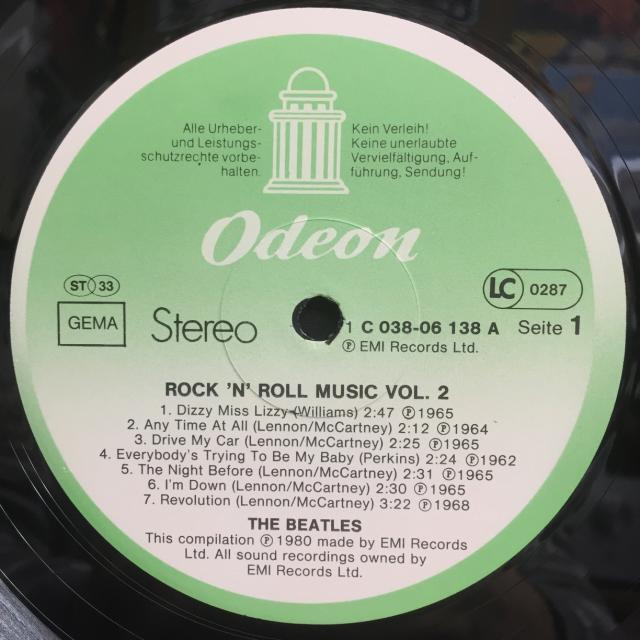 Alle Urheber-
und Leistungs-
schutzrechte vorbe-
halten.
Kein Verleih!
Keine unerlaubte
Vervielfältigung, Auf-
führung, Sendung!
Odeon
ST 33
GEMA
Stereo
LC 0287
1 C 038-06 138 A Seite 1
℗ EMI Records Ltd.
ROCK 'N' ROLL MUSIC VOL. 2
1. Dizzy Miss Lizzy (Williams) 2:47 ℗ 1965
2. Any Time At All (Lennon/McCartney) 2:12 ℗ 1964
3. Drive My Car (Lennon/McCartney) 2:25 ℗ 1965
4. Everybody's Trying To Be My Baby (Perkins) 2:24 ℗ 1962
5. The Night Before (Lennon/McCartney) 2:31 ℗ 1965
6. I'm Down (Lennon/McCartney) 2:30 ℗ 1965
7. Revolution (Lennon/McCartney) 3:22 ℗ 1968
THE BEATLES
This compilation ℗ 1980 made by EMI Records
Ltd. All sound recordings owned by
EMI Records Ltd.